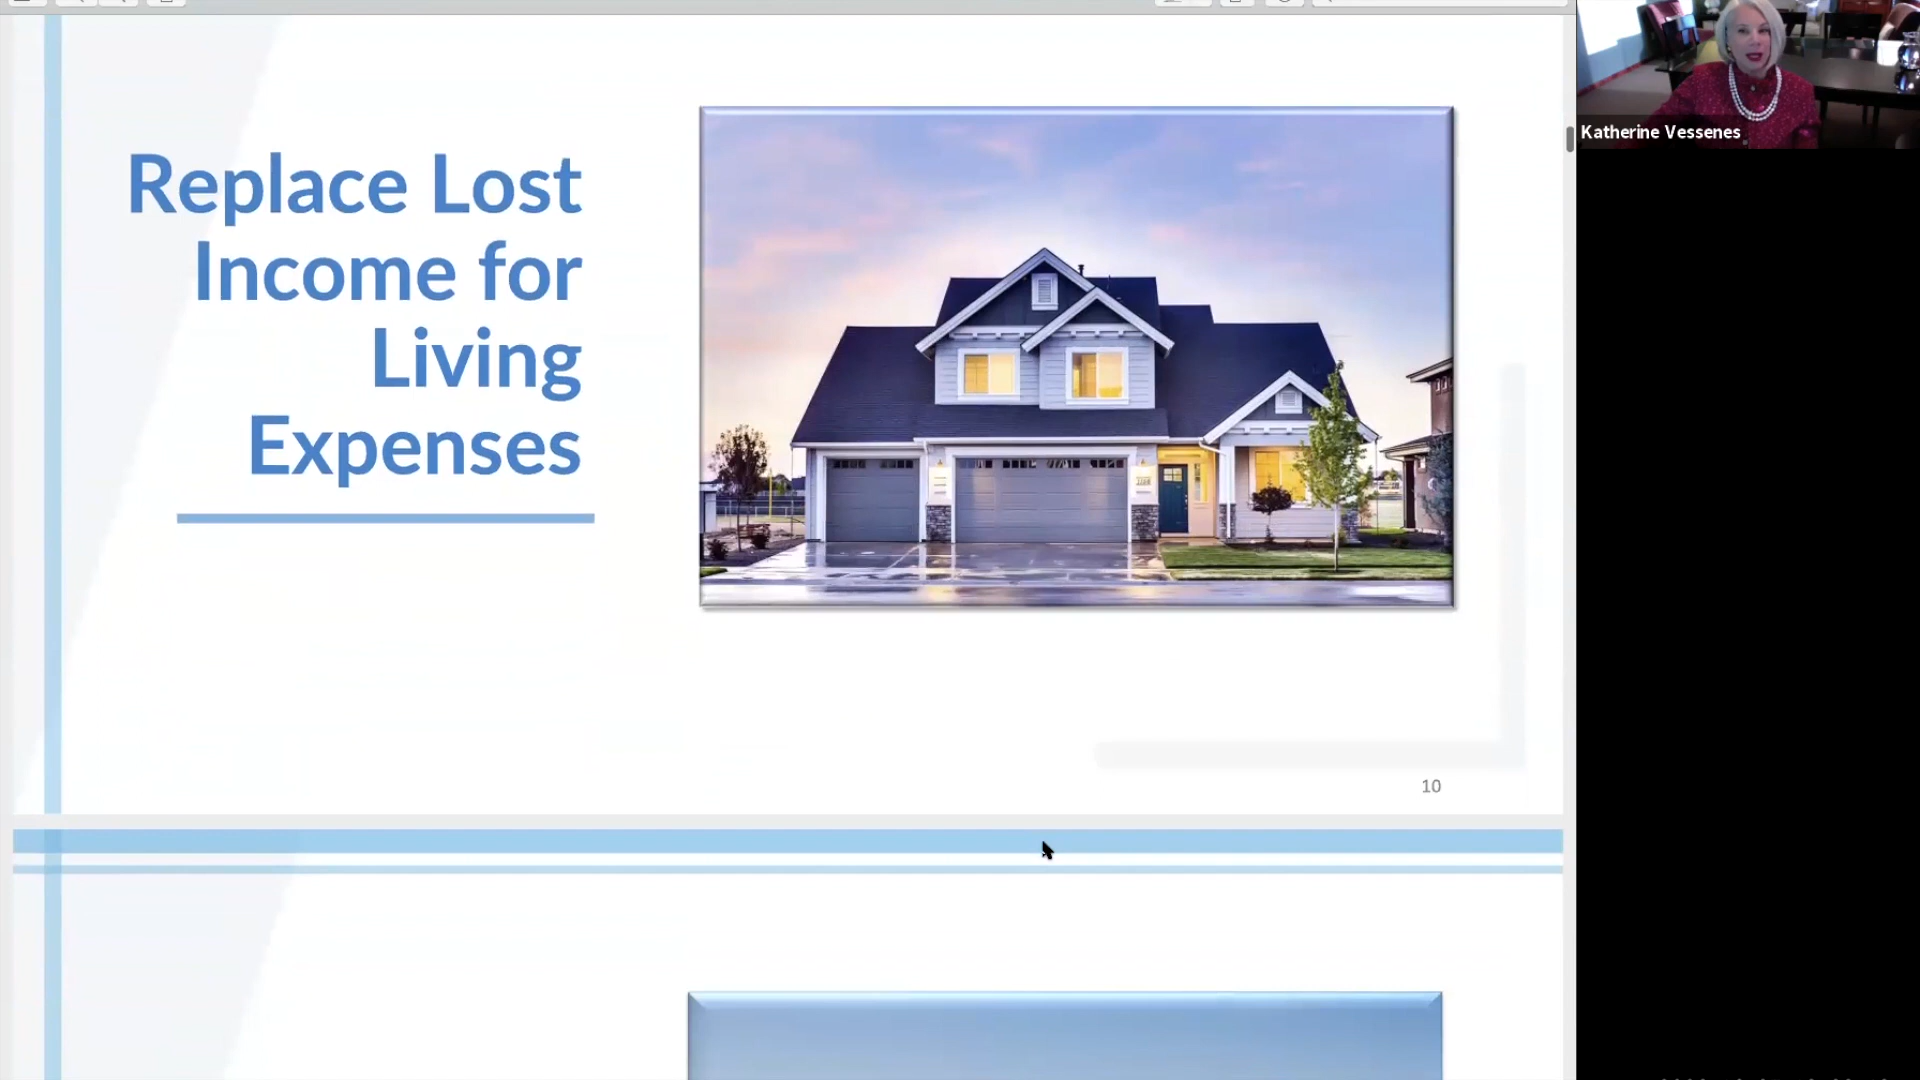 Replace Lost
Income for
Living
Expenses
10
Katherine Vessenes